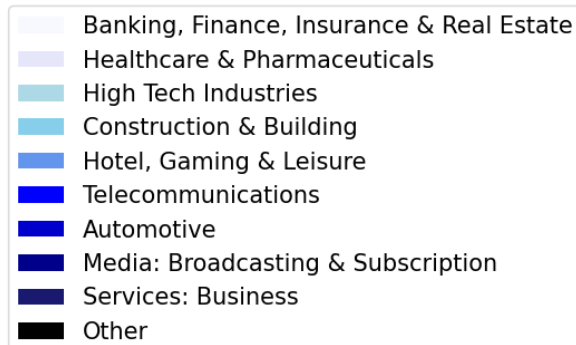 Banking, Finance, Insurance & Real Estate
Healthcare & Pharmaceuticals
High Tech Industries
Construction & Building
Hotel, Gaming & Leisure
Telecommunications
Automotive
Media: Broadcasting & Subscription
Services: Business
Other